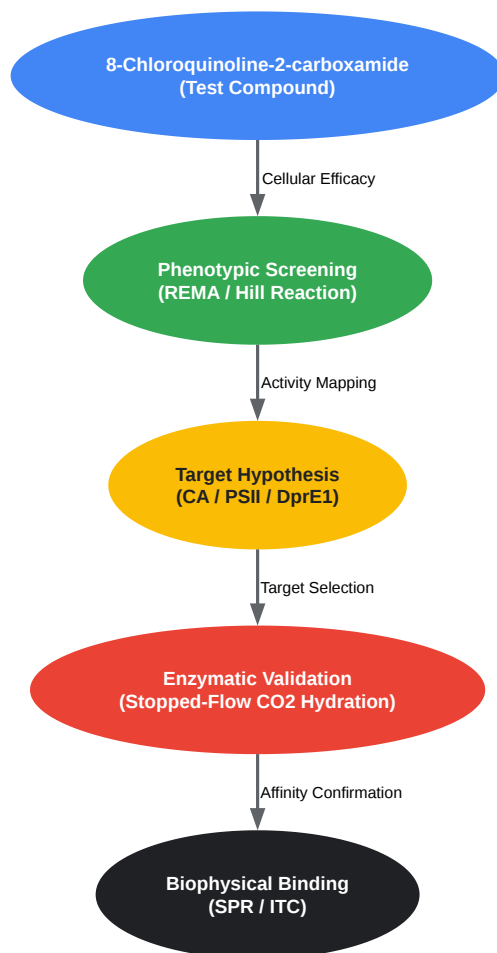 8-Chloroquinoline-2-carboxamide
(Test Compound)
Cellular Efficacy
Phenotypic Screening
(REMA / Hill Reaction)
Activity Mapping
Target Hypothesis
(CA / PSII / DprE1)
Target Selection
Enzymatic Validation
(Stopped-Flow CO2 Hydration)
Affinity Confirmation
Biophysical Binding
(SPR / ITC)